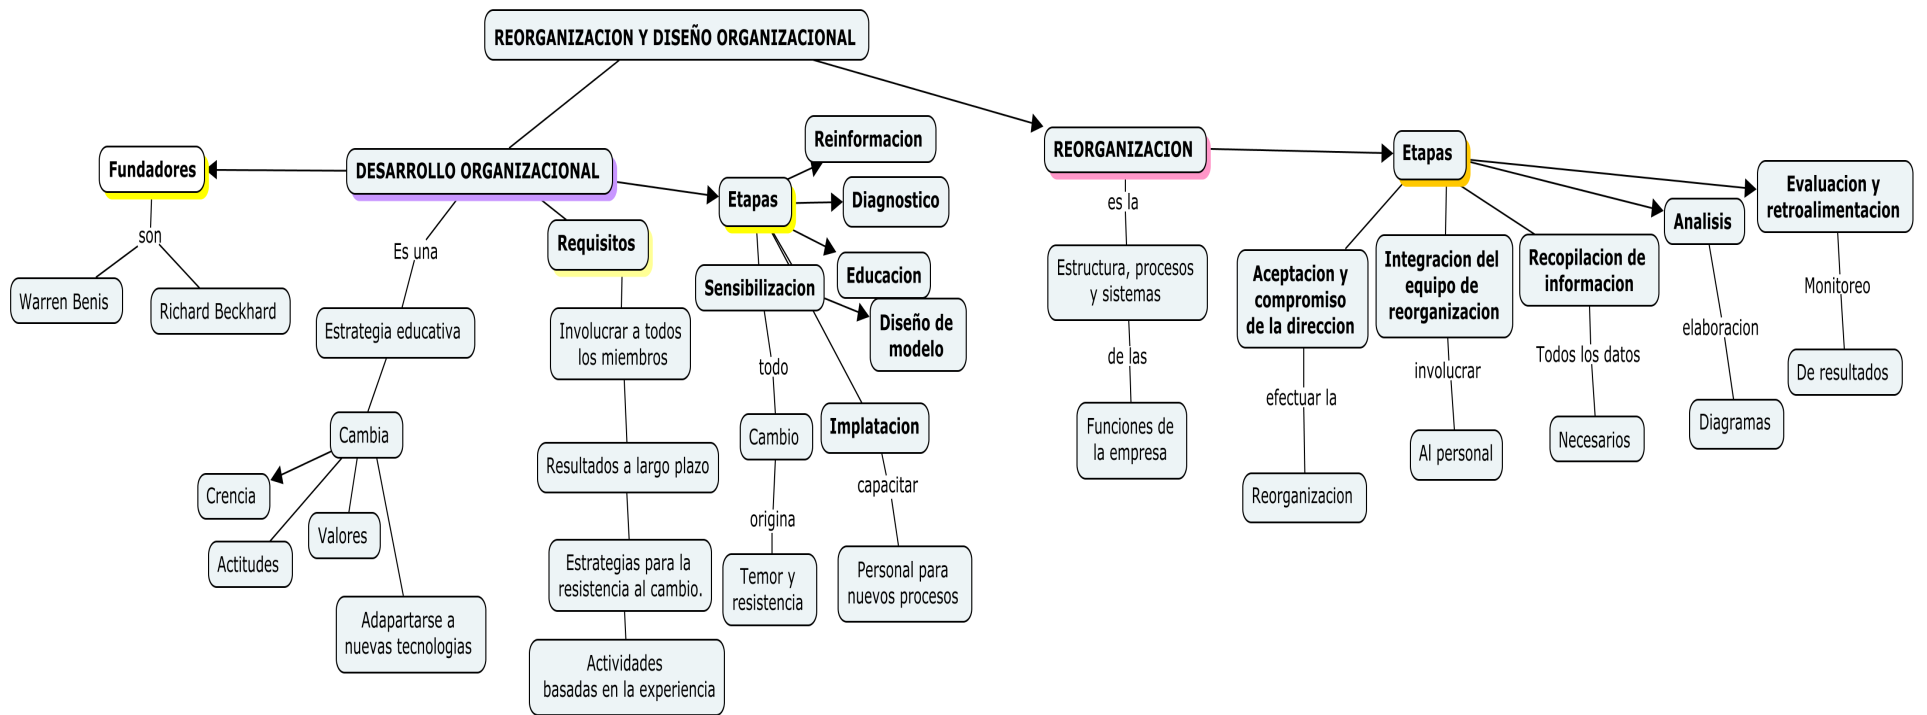 REORGANIZACION Y DISEÑO ORGANIZACIONAL
Fundadores
son
Warren Benis
Richard Beckhard
DESARROLLO ORGANIZACIONAL
Es una
Estrategia educativa
Cambia
Crencia
Actitudes
Valores
Adapartarse a
nuevas tecnologias
Requisitos
Involucrar a todos
los miembros
Resultados a largo plazo
Estrategias para la
resistencia al cambio.
Actividades
basadas en la experiencia
Etapas
Reinformacion
Diagnostico
Educacion
Diseño de
modelo
Sensibilizacion
todo
Cambio
origina
Temor y
resistencia
Implatacion
capacitar
Personal para
nuevos procesos
REORGANIZACION
es la
Estructura, procesos
y sistemas
de las
Funciones de
la empresa
Etapas
Aceptacion y
compromiso
de la direccion
efectuar la
Reorganizacion
Integracion del
equipo de
reorganizacion
involucrar
Al personal
Recopilacion de
informacion
Todos los datos
Necesarios
Analisis
elaboracion
Diagramas
Evaluacion y
retroalimentacion
Monitoreo
De resultados